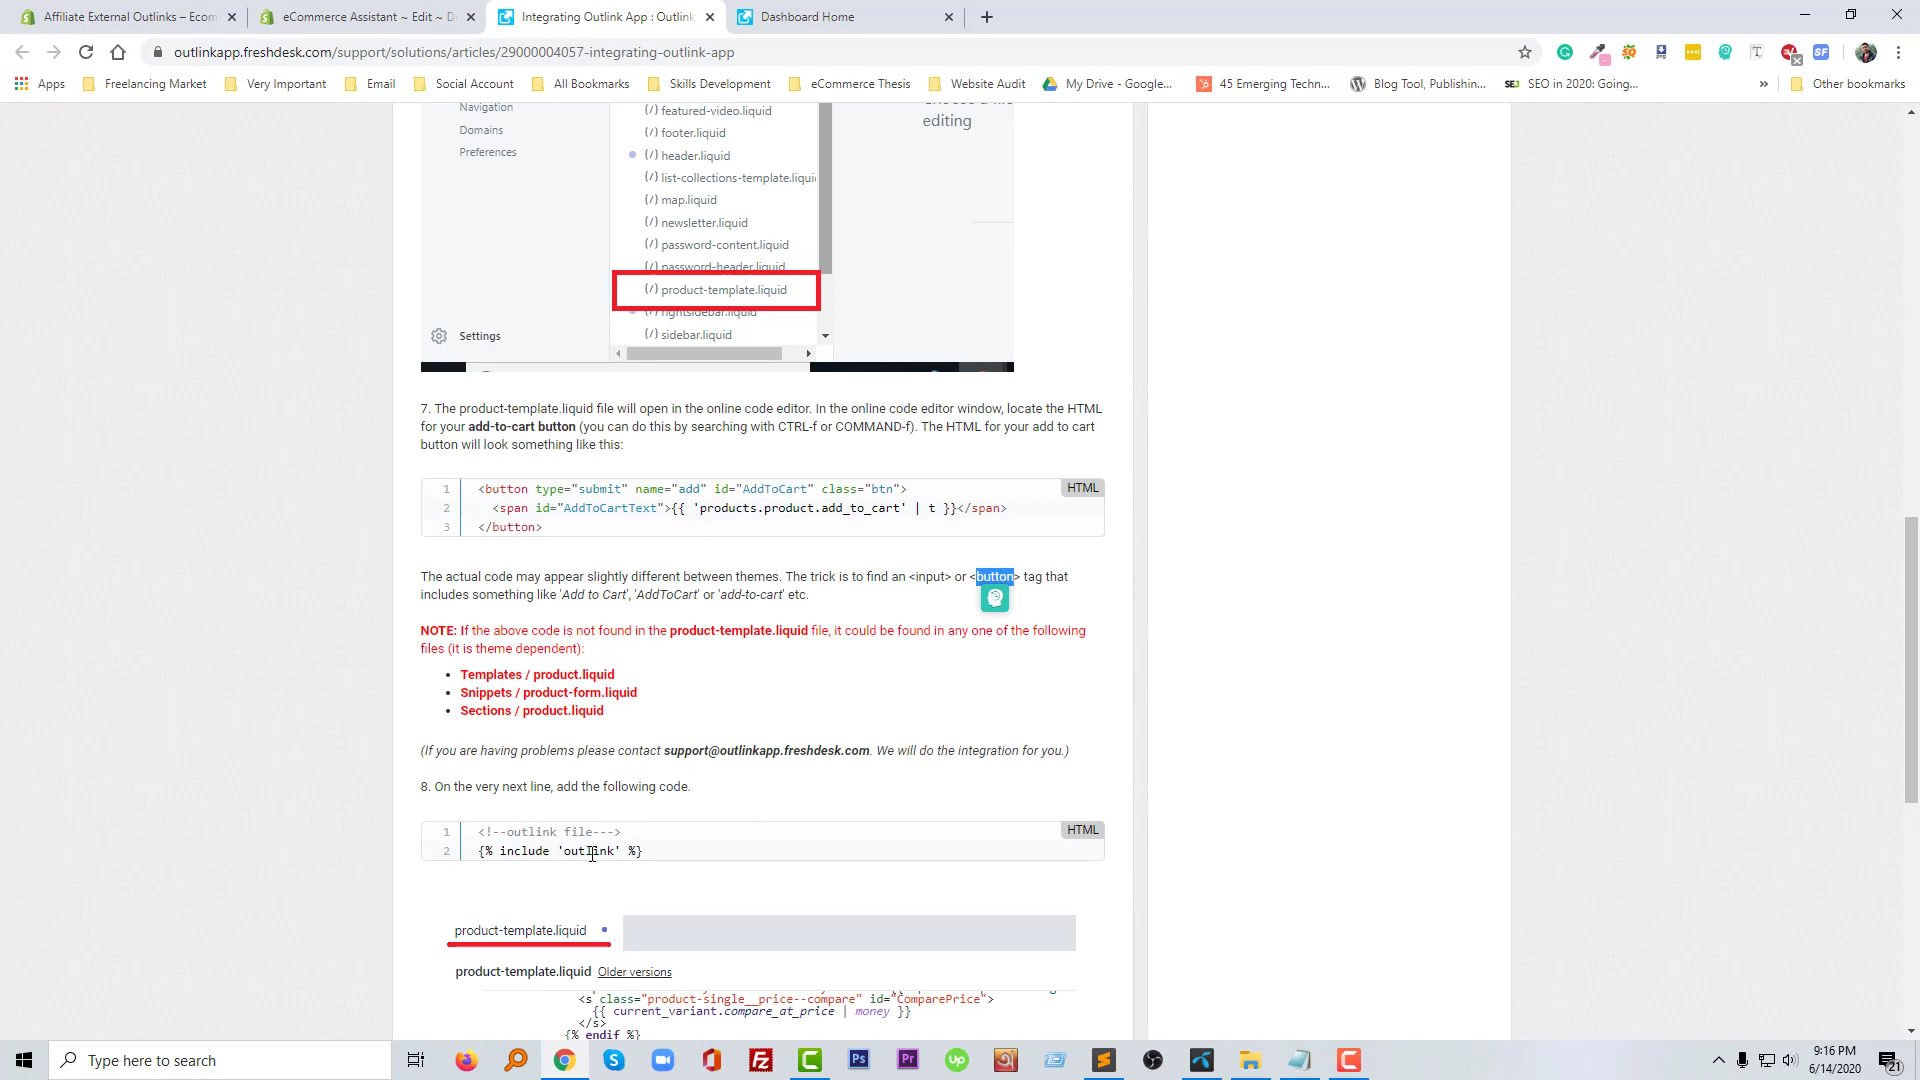 Affiliate External Outlinks – Ecom
eCommerce Assistant ~ Edit ~ D
Integrating Outlink App : Outlink
Dashboard Home
outlinkapp.freshdesk.com/support/solutions/articles/29000004057-integrating-outlink-app
Apps
Freelancing Market
Very Important
Email
Social Account
All Bookmarks
Skills Development
eCommerce Thesis
Website Audit
My Drive - Google...
45 Emerging Techn...
Blog Tool, Publishin...
SEO in 2020: Going...
»
Other bookmarks
Navigation
Domains
Preferences
Settings
featured-video.liquid
footer.liquid
header.liquid
list-collections-template.liqui
map.liquid
newsletter.liquid
password-content.liquid
password-header.liquid
product-template.liquid
rightsidebar.liquid
sidebar.liquid
editing
7. The product-template.liquid file will open in the online code editor. In the online code editor window, locate the HTML
for your add-to-cart button (you can do this by searching with CTRL-f or COMMAND-f). The HTML for your add to cart
button will look something like this:
HTML
1 <button type="submit" name="add" id="AddToCart" class="btn">
2 <span id="AddToCartText">{{ 'products.product.add_to_cart' | t }}</span>
3 </button>
The actual code may appear slightly different between themes. The trick is to find an <input> or <button> tag that
includes something like 'Add to Cart', 'AddToCart' or 'add-to-cart' etc.
NOTE: If the above code is not found in the product-template.liquid file, it could be found in any one of the following
files (it is theme dependent):
• Templates / product.liquid
• Snippets / product-form.liquid
• Sections / product.liquid
(If you are having problems please contact support@outlinkapp.freshdesk.com. We will do the integration for you.)
8. On the very next line, add the following code.
HTML
1 <!--outlink file--->
2 {% include 'outlink' %}
product-template.liquid
product-template.liquid Older versions
<s class="product-single__price--compare" id="ComparePrice">
{{ current_variant.compare_at_price | money }}
</s>
{% endif %}
Type here to search
9:16 PM
6/14/2020
21